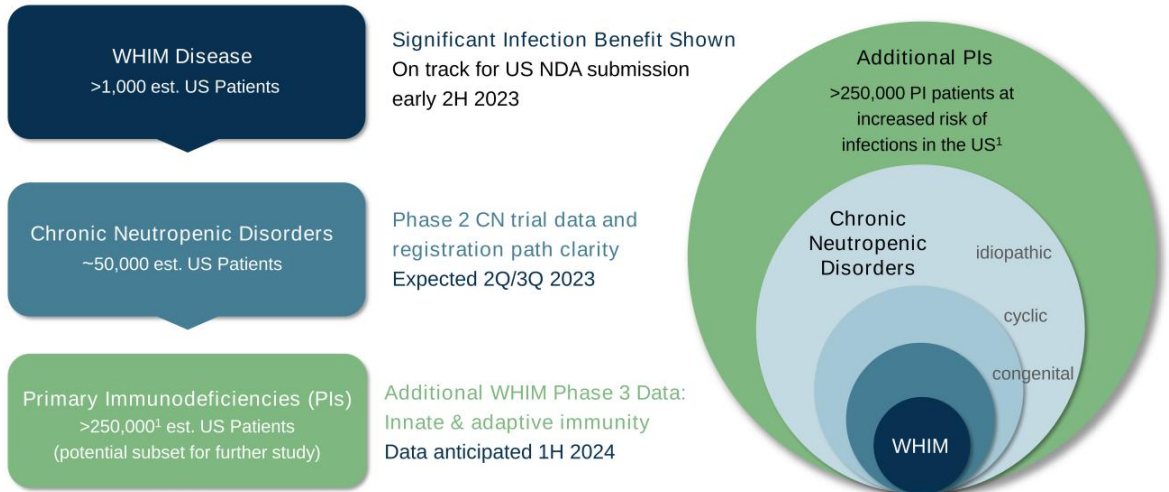 WHIM Disease
>1,000 est. US Patients
Significant Infection Benefit Shown
On track for US NDA submission
early 2H 2023
Chronic Neutropenic Disorders
~50,000 est. US Patients
Phase 2 CN trial data and
registration path clarity
Expected 2Q/3Q 2023
Primary Immunodeficiencies (PIs)
>250,000¹ est. US Patients
(potential subset for further study)
Additional WHIM Phase 3 Data:
Innate & adaptive immunity
Data anticipated 1H 2024
Additional PIs
>250,000 PI patients at
increased risk of
infections in the US¹
Chronic
Neutropenic
Disorders
idiopathic
cyclic
congenital
WHIM